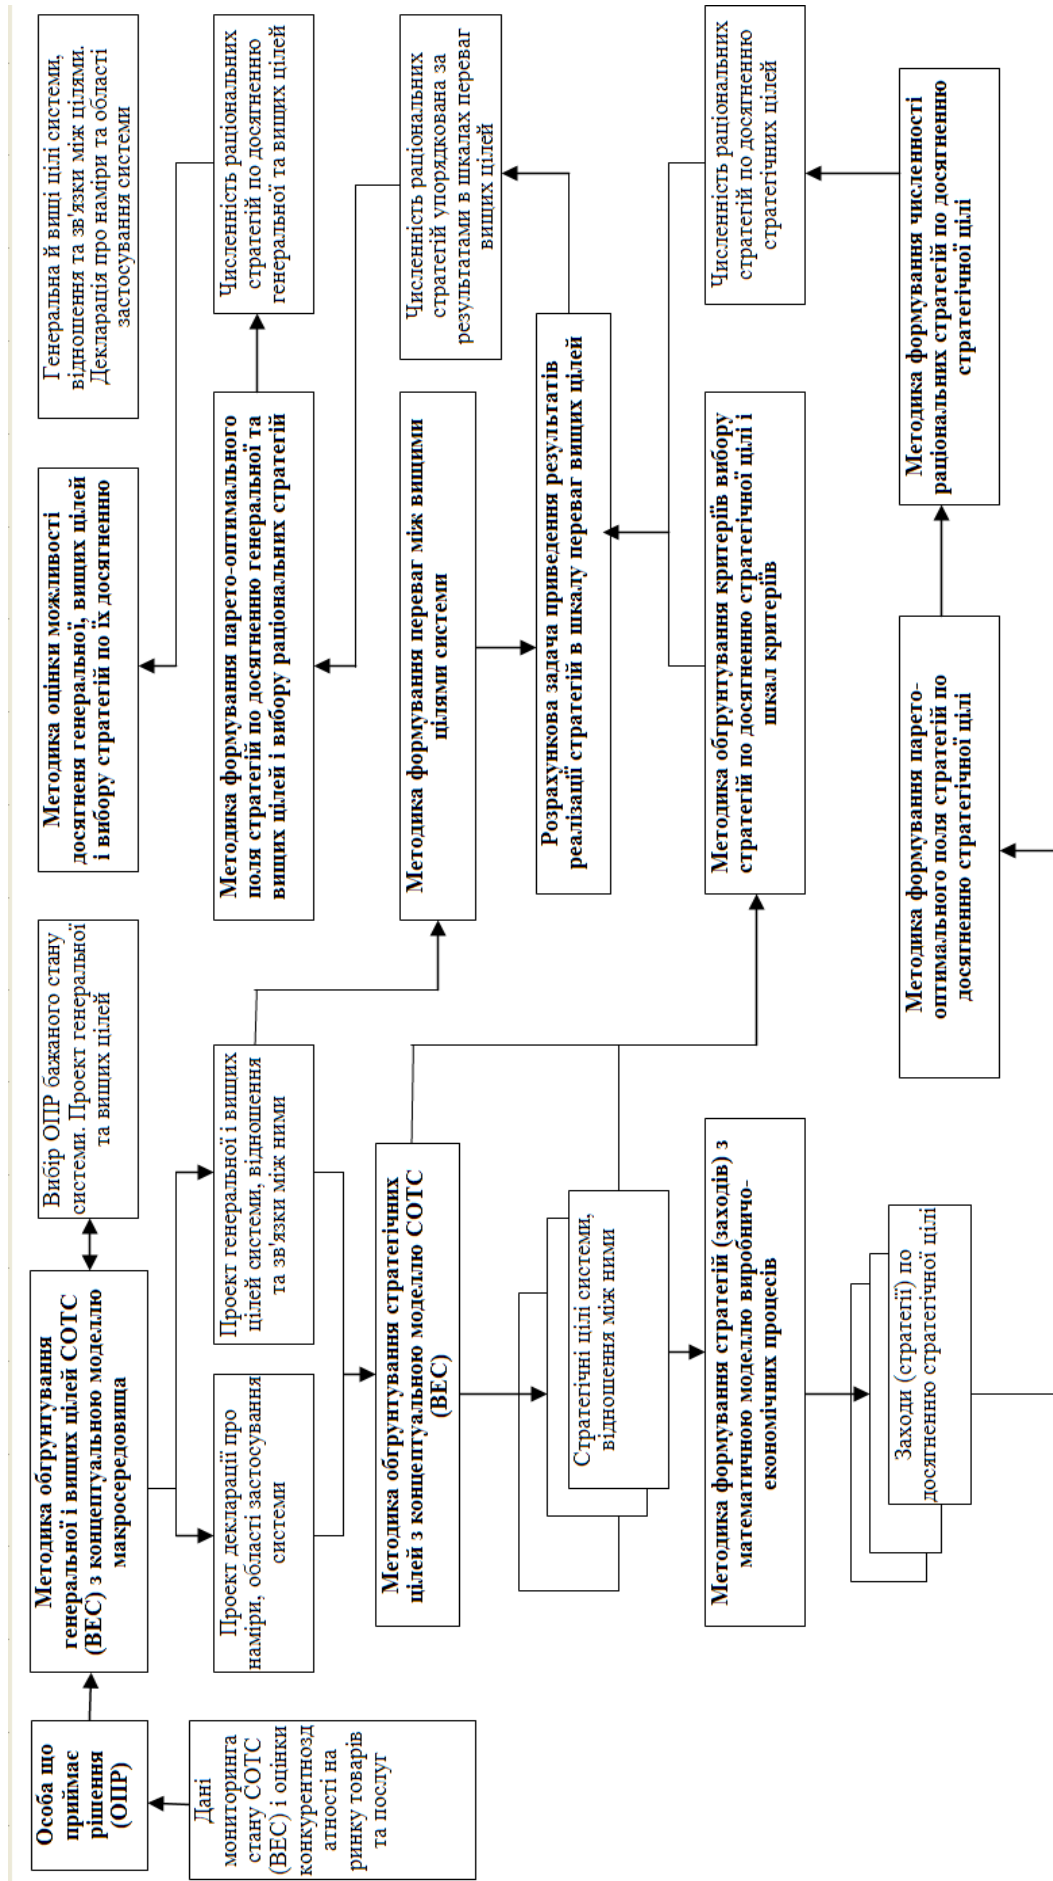 Особа що
приймає
рішення
(ОПР)
Дані
мониторинга
стану СОТС
(ВЕС) і оцінки
конкурентнозд
атності на
ринку товарів
та послуг
Методика обгрунтування
генеральної і вищих цілей СОТС
(ВЕС) з концептуальною моделлю
макросередовища
Вибір ОПР бажаного стану
системи. Проект генеральної
та вищих цілей
Методика оцінки можливості
досягненя генеральної, вищих цілей
і вибору стратегій по їх досягненню
Генеральна й вищі цілі системи,
відношення та зв'язки між цілями.
Декларація про наміри та області
застосування системи
Проект декларації про
наміри, області застосування
системи
Проект генеральної і вищих
цілей системи, відношення
та зв'язки між ними
Методика формування парето-оптимального
поля стратегій по досягненню генеральної та
вищих цілей і вибору раціональних стратегій
Численність раціональних
стратегій по досягненню
генеральної та вищих цілей
Методика обгрунтування стратегічних
цілей з концептуальною моделлю СОТС
(ВЕС)
Методика формування переваг між вищими
цілями системи
Численність раціональних
стратегій упорядкована за
результатами в шкалах переваг
вищих цілей
Розрахункова задача приведення результатів
реалізації стратегій в шкалу переваг вищих цілей
Стратегічні цілі системи,
відношення між ними
Методика формування стратегій (заходів) з
математичною моделлю виробничо-
економічних процесів
Методика обгрунтування критеріїв вибору
стратегій по досягненню стратегічної цілі і
шкал критеріїв
Численність раціональних
стратегій по досягненню
стратегічних цілей
Заходи (стратегії) по
досягненню стратегічної цілі
Методика формування парето-
оптимального поля стратегій по
досягненню стратегічної цілі
Методика формування численності
раціональних стратегій по досягненню
стратегічної цілі